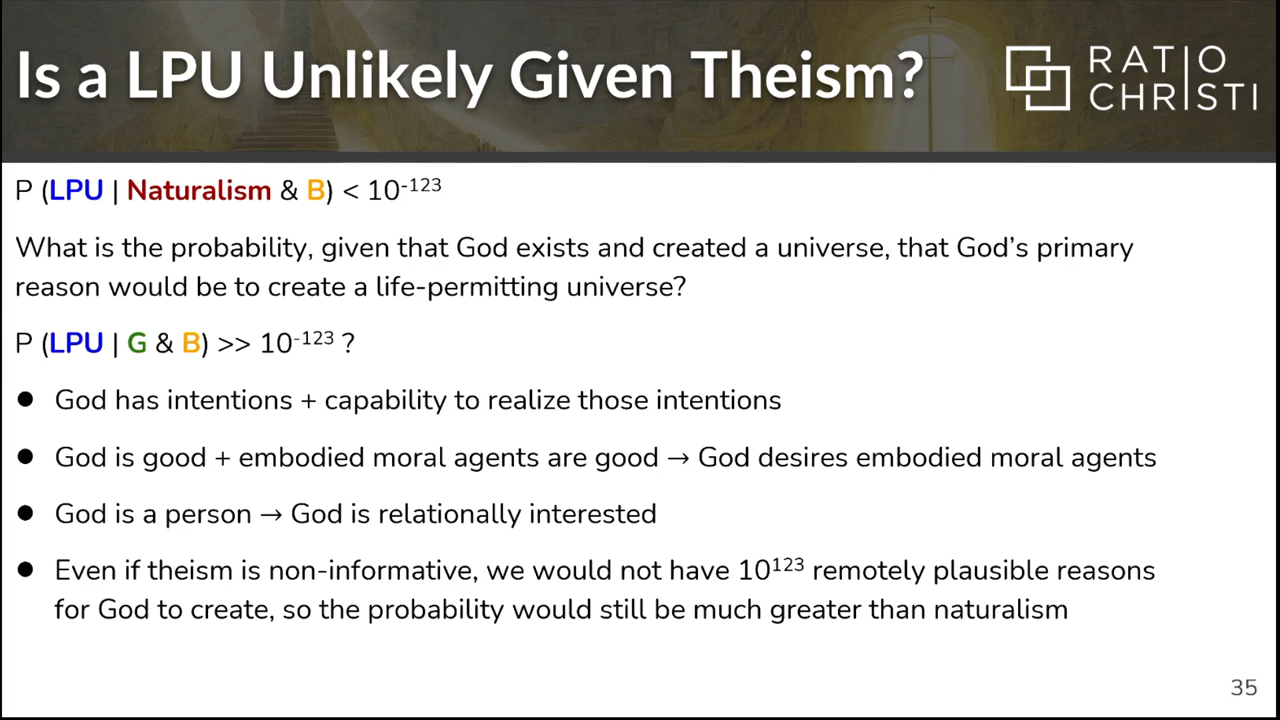 Is a LPU Unlikely Given Theism?
RATIO
CHRISTI
P (LPU | Naturalism & B) < 10⁻¹²³
What is the probability, given that God exists and created a universe, that God’s primary
reason would be to create a life-permitting universe?
P (LPU | G & B) >> 10⁻¹²³ ?
● God has intentions + capability to realize those intentions
● God is good + embodied moral agents are good → God desires embodied moral agents
● God is a person → God is relationally interested
● Even if theism is non-informative, we would not have 10¹²³ remotely plausible reasons
for God to create, so the probability would still be much greater than naturalism
35